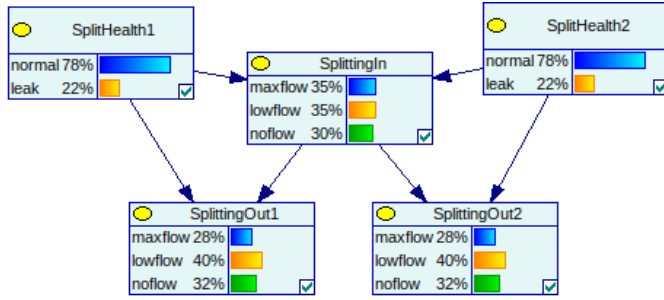 SplitHealth1
normal 78%
leak 22%
SplittingIn
maxflow 35%
lowflow 35%
noflow 30%
SplitHealth2
normal 78%
leak 22%
SplittingOut1
maxflow 28%
lowflow 40%
noflow 32%
SplittingOut2
maxflow 28%
lowflow 40%
noflow 32%